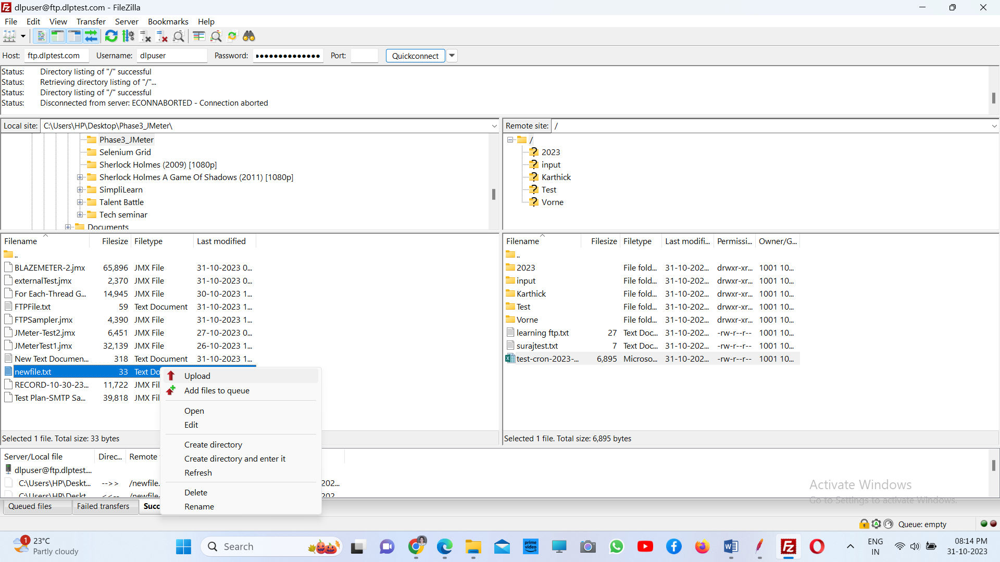 dlpuser@ftp.dlptest.com - FileZilla
File Edit View Transfer Server Bookmarks Help
Host: ftp.dlptest.com Username: dlpuser Password: ●●●●●●●●●●●●●● Port: Quickconnect
Status: Directory listing of "/" successful
Status: Retrieving directory listing of "/"...
Status: Directory listing of "/" successful
Status: Disconnected from server: ECONNABORTED - Connection aborted
Local site: C:\Users\HP\Desktop\Phase3_JMeter\
Phase3_JMeter
Selenium Grid
Sherlock Holmes (2009) [1080p]
Sherlock Holmes A Game Of Shadows (2011) [1080p]
SimpliLearn
Talent Battle
Tech seminar
Documents
Remote site: /
/
2023
input
Karthick
Test
Vorne
Filename Filesize Filetype Last modified
..
BLAZEMETER-2.jmx 65,896 JMX File 31-10-2023 0...
externalTest.jmx 2,370 JMX File 31-10-2023 0...
For Each-Thread G... 14,945 JMX File 30-10-2023 1...
FTPFile.txt 59 Text Document 31-10-2023 1...
FTPSampler.jmx 4,390 JMX File 31-10-2023 1...
JMeter-Test2.jmx 6,451 JMX File 27-10-2023 0...
JMeterTest1.jmx 32,139 JMX File 26-10-2023 1...
New Text Documen... 318 Text Document 31-10-2023 1...
newfile.txt 33 Text Do
RECORD-10-30-23... 11,722 JMX Fil
Test Plan-SMTP Sa... 39,818 JMX Fil
Selected 1 file. Total size: 33 bytes
Upload
Add files to queue
Open
Edit
Create directory
Create directory and enter it
Refresh
Delete
Rename
Filename Filesize Filetype Last modifi... Permissi... Owner/G...
..
2023 File fold... 31-10-202... drwxr-xr... 1001 10...
input File fold... 31-10-202... drwxr-xr... 1001 10...
Karthick File fold... 31-10-202... drwxr-xr... 1001 10...
Test File fold... 31-10-202... drwxr-xr... 1001 10...
Vorne File fold... 31-10-202... drwxr-xr... 1001 10...
learning ftp.txt 27 Text Doc... 31-10-202... -rw-r--r-- 1001 10...
surajtest.txt 7 Text Doc... 31-10-202... -rw-r--r-- 1001 10...
test-cron-2023-... 6,895 Microso... 31-10-202... -rw-r--r-- 1001 10...
Selected 1 file. Total size: 6,895 bytes
Server/Local file Direc... Remote
dlpuser@ftp.dlptest....
C:\Users\HP\Deskt... -->> /newfile. 202...
C:\Users\HP\Deskt... <<-- /newfile- 202
Queued files Failed transfers Succ
Activate Windows
Go to Settings to activate Windows.
Queue: empty
1 23°C
Partly cloudy
Search
prime video
ENG
IN
08:14 PM
31-10-2023